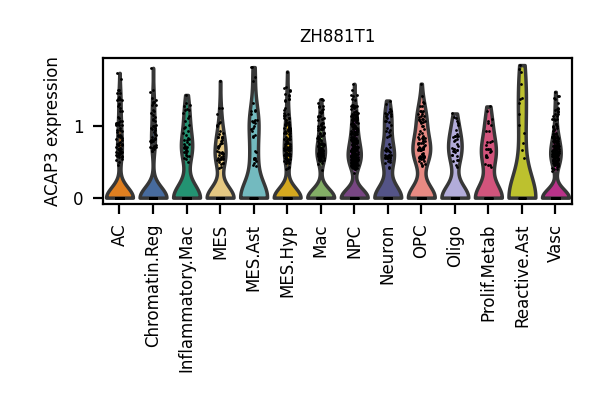 ZH881T1
ACAP3 expression
1
0
AC
Chromatin.Reg
Inflammatory.Mac
MES
MES.Ast
MES.Hyp
Mac
NPC
Neuron
OPC
Oligo
Prolif.Metab
Reactive.Ast
Vasc